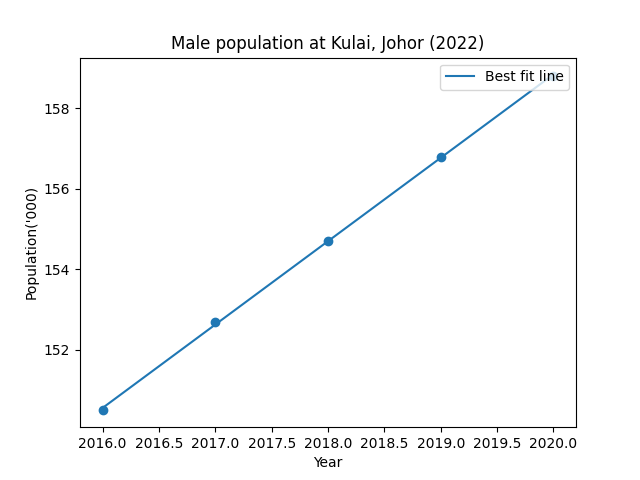 Male population at Kulai, Johor (2022)
Best fit line
158
156
154
152
Population('000)
2016.0 2016.5 2017.0 2017.5 2018.0 2018.5 2019.0 2019.5 2020.0
Year